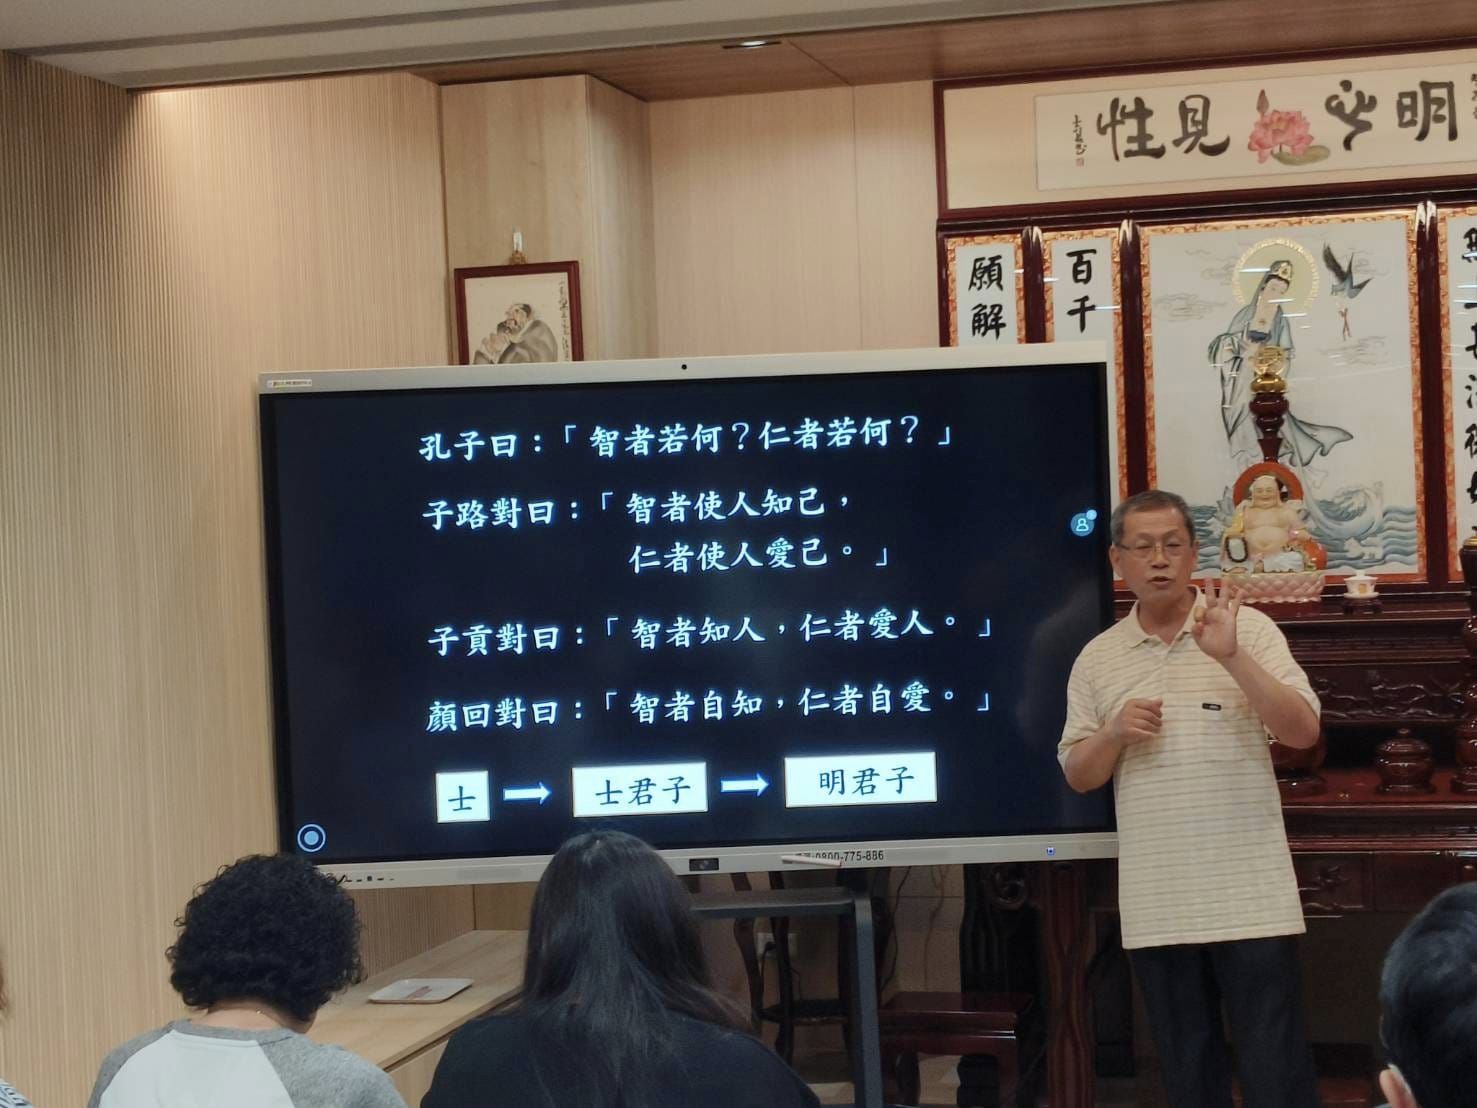 明心見性
願解
百千
孔子曰：「智者若何？仁者若何？」
子路對曰：「智者使人知己，
仁者使人愛己。」
子貢對曰：「智者知人，仁者愛人。」
顏回對曰：「智者自知，仁者自愛。」
士 → 士君子 → 明君子
0800-775-886